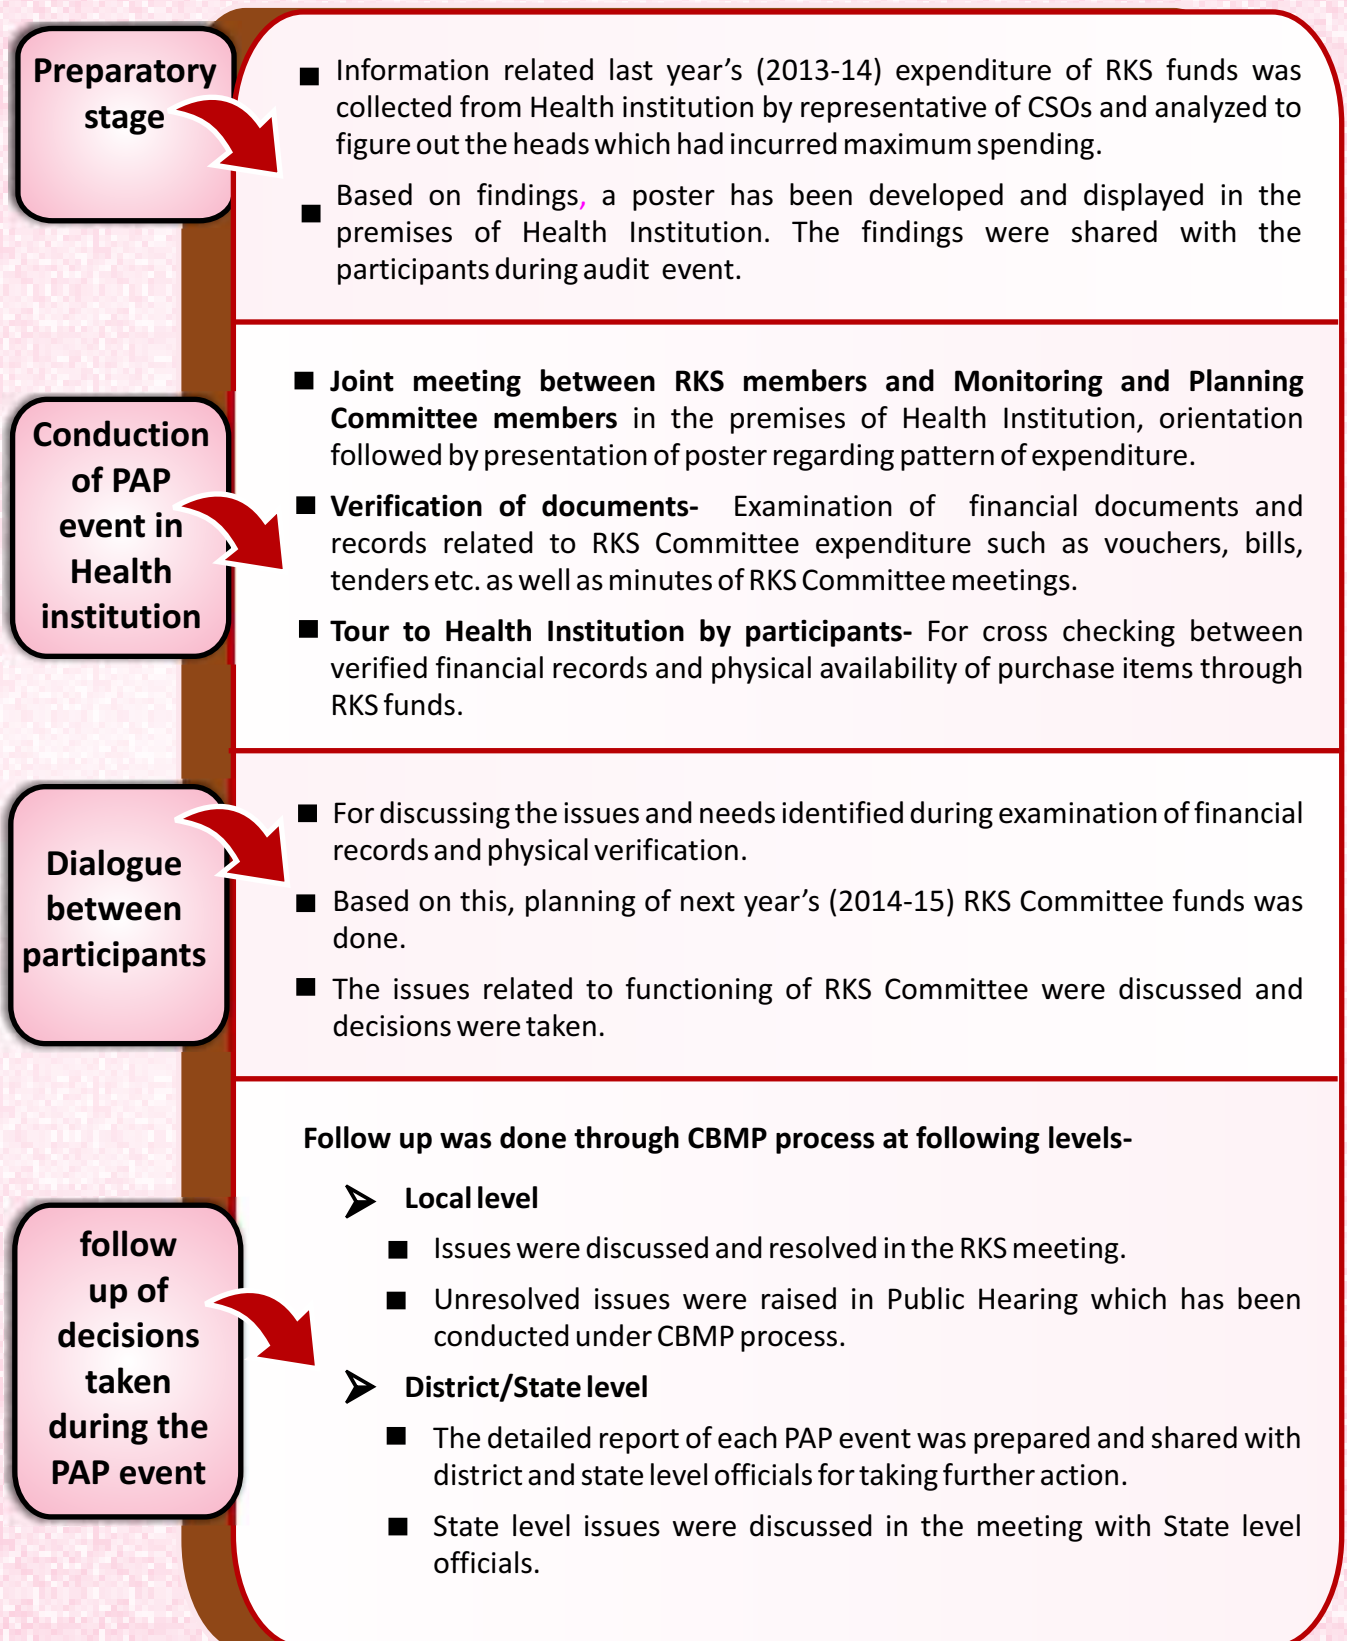 Preparatory
stage
■ Information related last year's (2013-14) expenditure of RKS funds was
collected from Health institution by representative of CSOs and analyzed to
figure out the heads which had incurred maximum spending.
■ Based on findings, a poster has been developed and displayed in the
premises of Health Institution. The findings were shared with the
participants during audit event.
Conduction
of PAP
event in
Health
institution
■ Joint meeting between RKS members and Monitoring and Planning
Committee members in the premises of Health Institution, orientation
followed by presentation of poster regarding pattern of expenditure.
■ Verification of documents- Examination of financial documents and
records related to RKS Committee expenditure such as vouchers, bills,
tenders etc. as well as minutes of RKS Committee meetings.
■ Tour to Health Institution by participants- For cross checking between
verified financial records and physical availability of purchase items through
RKS funds.
Dialogue
between
participants
■ For discussing the issues and needs identified during examination of financial
records and physical verification.
■ Based on this, planning of next year's (2014-15) RKS Committee funds was
done.
■ The issues related to functioning of RKS Committee were discussed and
decisions were taken.
follow
up of
decisions
taken
during the
PAP event
Follow up was done through CBMP process at following levels-
➢ Local level
■ Issues were discussed and resolved in the RKS meeting.
■ Unresolved issues were raised in Public Hearing which has been
conducted under CBMP process.
➢ District/State level
■ The detailed report of each PAP event was prepared and shared with
district and state level officials for taking further action.
■ State level issues were discussed in the meeting with State level
officials.